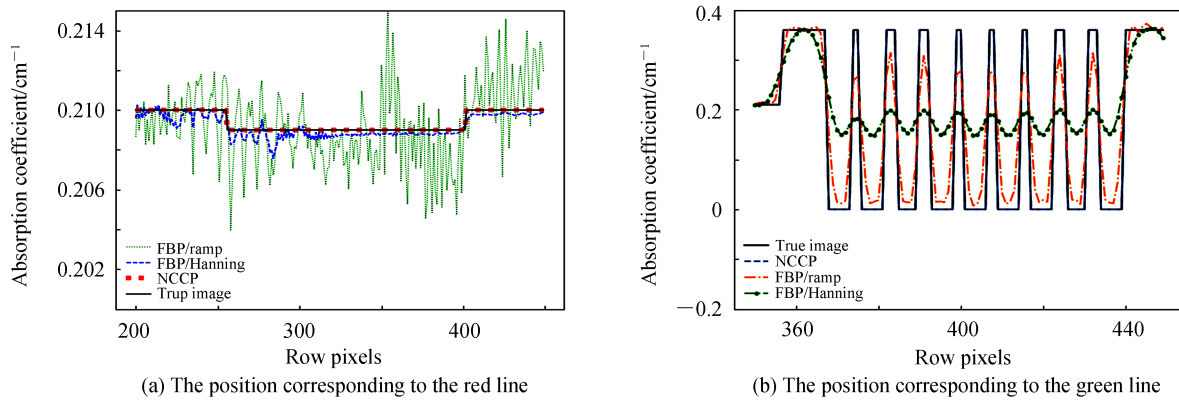 0.214
0.210
0.206
0.202
Absorption coefficient/cm⁻¹
FBP/ramp
FBP/Hanning
NCCP
Trup image
200
300
400
Row pixels
(a) The position corresponding to the red line
0.4
0.2
0
−0.2
Absorption coefficient/cm⁻¹
True image
NCCP
FBP/ramp
FBP/Hanning
360
400
440
Row pixels
(b) The position corresponding to the green line